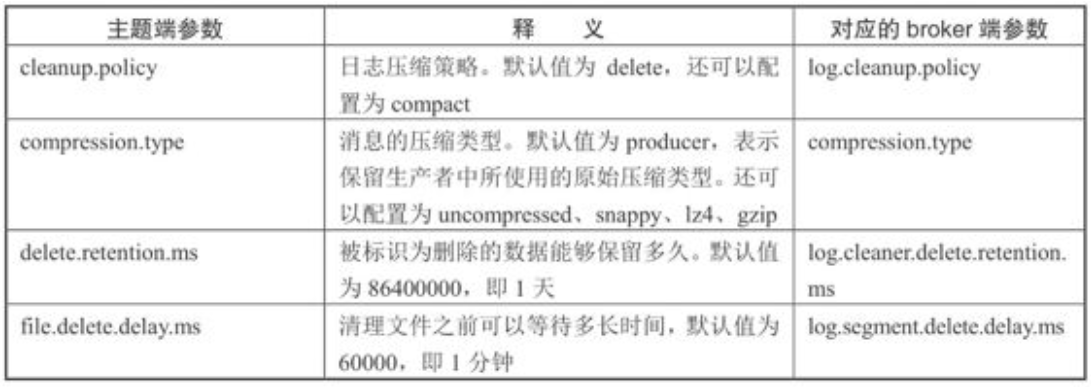 主题端参数 释 义 对应的 broker 端参数
cleanup.policy 日志压缩策略。默认值为 delete，还可以配 log.cleanup.policy
置为 compact
compression.type 消息的压缩类型。默认值为 producer，表示 compression.type
保留生产者中所使用的原始压缩类型。还可
以配置为 uncompressed、snappy、lz4、gzip
delete.retention.ms 被标识为删除的数据能够保留多久。默认值 log.cleaner.delete.retention.
为 86400000，即 1 天 ms
file.delete.delay.ms 清理文件之前可以等待多长时间，默认值为 log.segment.delete.delay.ms
60000，即 1 分钟